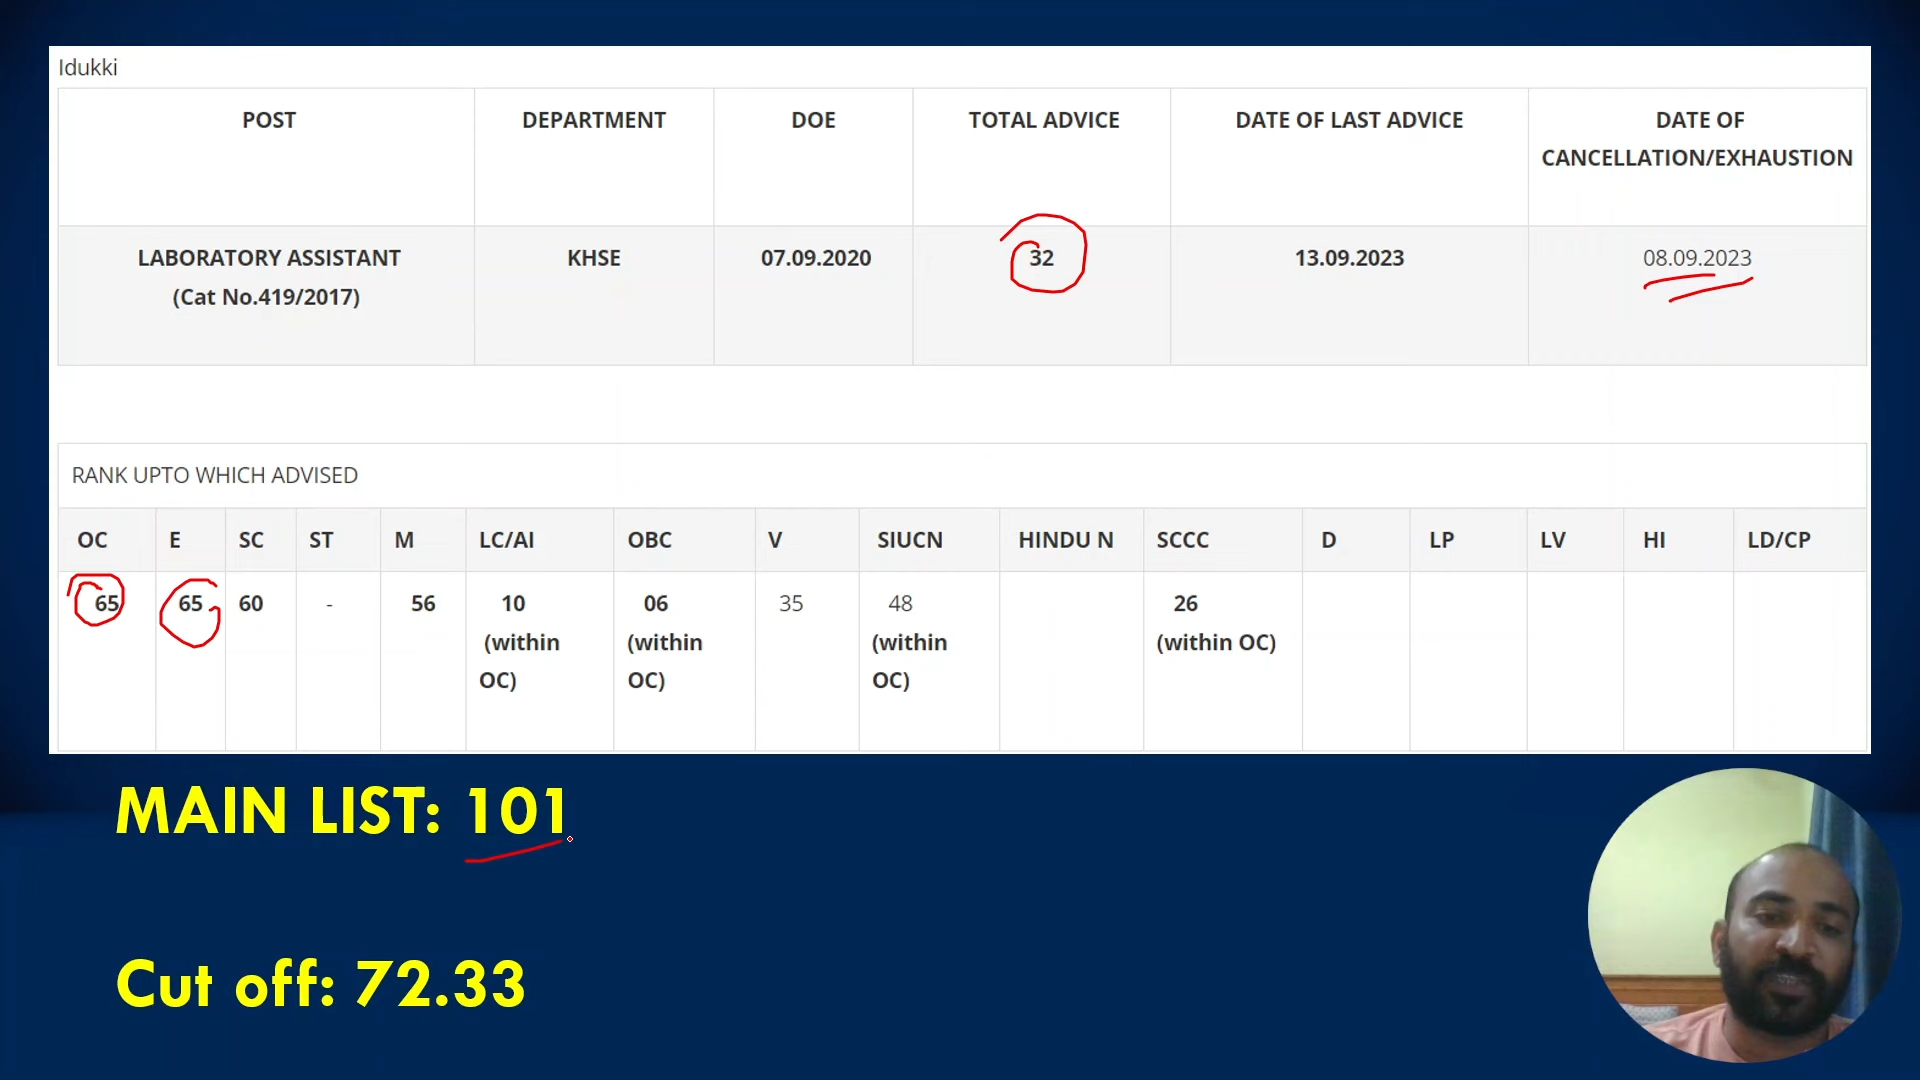 Idukki
POST DEPARTMENT DOE TOTAL ADVICE DATE OF LAST ADVICE DATE OF
CANCELLATION/EXHAUSTION
LABORATORY ASSISTANT KHSE 07.09.2020 32 13.09.2023 08.09.2023
(Cat No.419/2017)
RANK UPTO WHICH ADVISED
OC E SC ST M LC/AI OBC V SIUCN HINDU N SCCC D LP LV HI LD/CP
65 65 60 - 56 10 06 35 48 26
(within (within (within (within OC)
OC) OC) OC)
MAIN LIST: 101
Cut off: 72.33